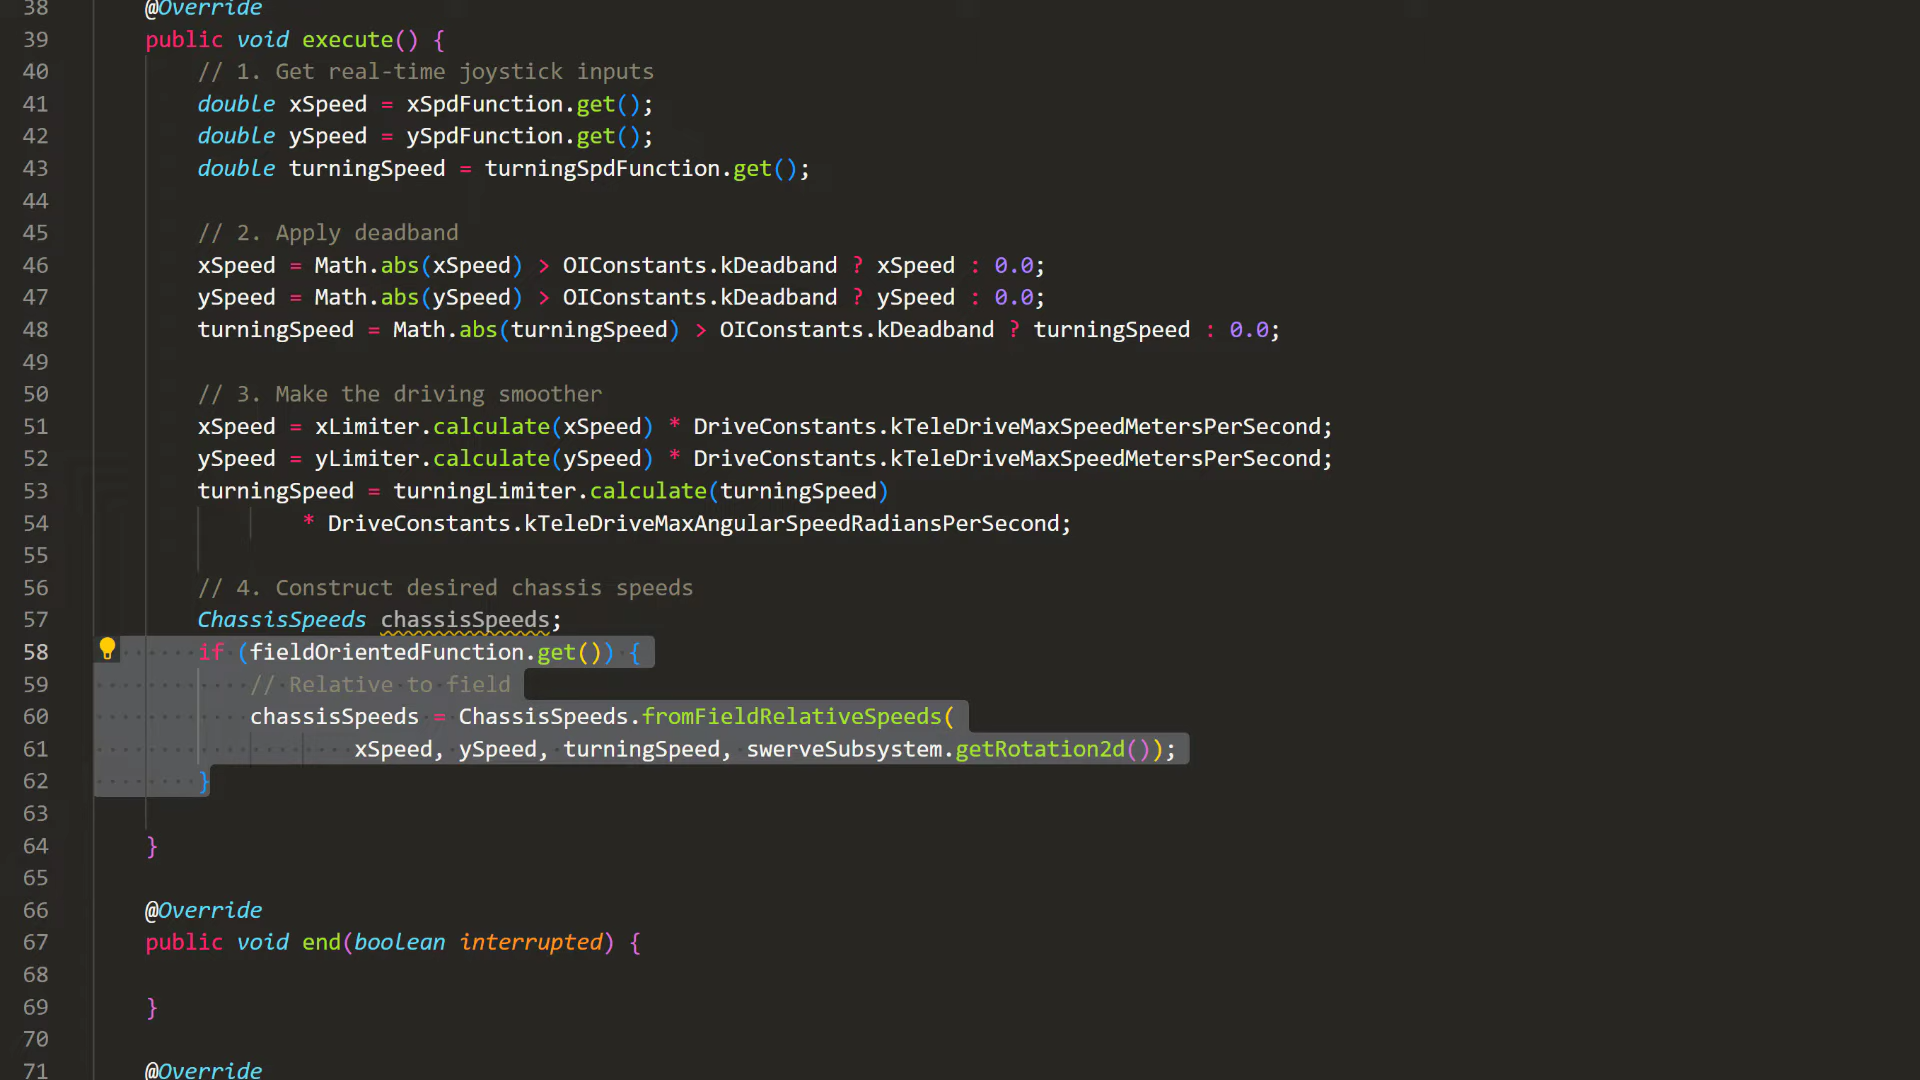 38 @Override
39 public void execute() {
40 // 1. Get real-time joystick inputs
41 double xSpeed = xSpdFunction.get();
42 double ySpeed = ySpdFunction.get();
43 double turningSpeed = turningSpdFunction.get();
44
45 // 2. Apply deadband
46 xSpeed = Math.abs(xSpeed) > OIConstants.kDeadband ? xSpeed : 0.0;
47 ySpeed = Math.abs(ySpeed) > OIConstants.kDeadband ? ySpeed : 0.0;
48 turningSpeed = Math.abs(turningSpeed) > OIConstants.kDeadband ? turningSpeed : 0.0;
49
50 // 3. Make the driving smoother
51 xSpeed = xLimiter.calculate(xSpeed) * DriveConstants.kTeleDriveMaxSpeedMetersPerSecond;
52 ySpeed = yLimiter.calculate(ySpeed) * DriveConstants.kTeleDriveMaxSpeedMetersPerSecond;
53 turningSpeed = turningLimiter.calculate(turningSpeed)
54 * DriveConstants.kTeleDriveMaxAngularSpeedRadiansPerSecond;
55
56 // 4. Construct desired chassis speeds
57 ChassisSpeeds chassisSpeeds;
58 if (fieldOrientedFunction.get()) {
59 // Relative to field
60 chassisSpeeds = ChassisSpeeds.fromFieldRelativeSpeeds(
61 xSpeed, ySpeed, turningSpeed, swerveSubsystem.getRotation2d());
62 }
63
64 }
65
66 @Override
67 public void end(boolean interrupted) {
68
69 }
70
71 @Override